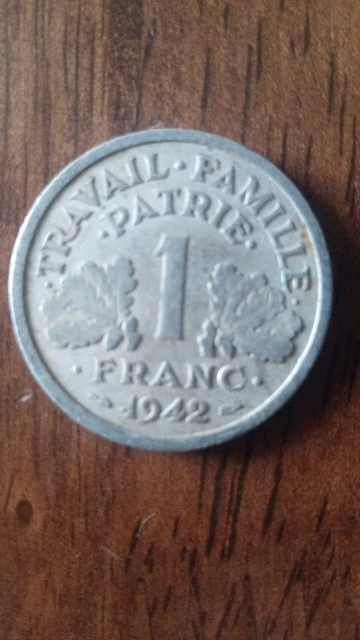 ·TRAVAIL·FAMILLE·
·PATRIE·
1
·FRANC·
1942